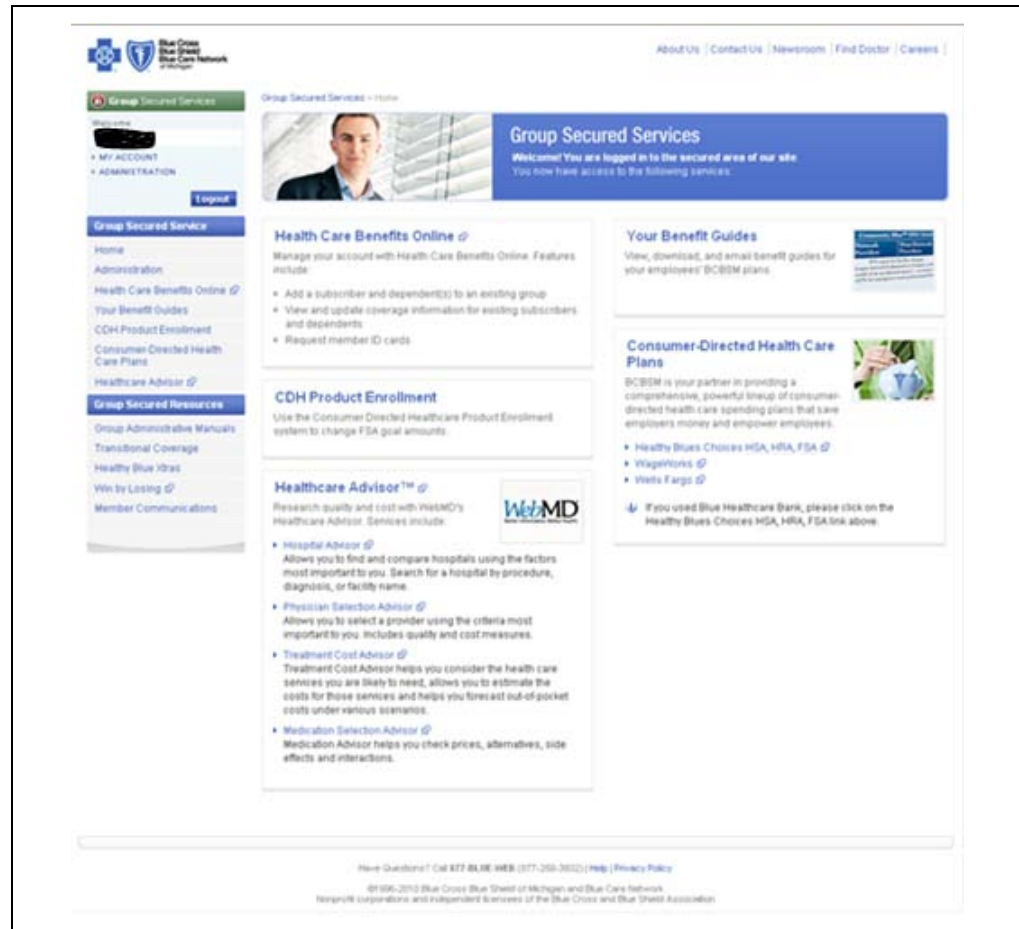 Blue Cross
Blue Shield
Blue Care Network
of Michigan
About Us | Contact Us | Newsroom | Find Doctor | Careers |
Group Secured Services
Welcome
MY ACCOUNT
ADMINISTRATION
Logout
Group Secured Service
Home
Administration
Health Care Benefits Online
Your Benefit Guides
CDH Product Enrollment
Consumer-Directed Health
Care Plans
Healthcare Advisor
Group Secured Resources
Group Administrative Manuals
Transitional Coverage
Healthy Blue Xtras
Win by Losing
Member Communications
Group Secured Services > Home
Group Secured Services
Welcome! You are logged in to the secured area of our site
You now have access to the following services:
Health Care Benefits Online
Manage your account with Health Care Benefits Online. Features
include:
Add a subscriber and dependent(s) to an existing group
View and update coverage information for existing subscribers
and dependents
Request member ID cards
CDH Product Enrollment
Use the Consumer Directed Healthcare Product Enrollment
system to change FSA goal amounts.
Healthcare Advisor™
Research quality and cost with WebMD's
Healthcare Advisor. Services include:
WebMD
Hospital Advisor
Allows you to find and compare hospitals using the factors
most important to you. Search for a hospital by procedure,
diagnosis, or facility name.
Physician Selection Advisor
Allows you to select a provider using the criteria most
important to you. Includes quality and cost measures.
Treatment Cost Advisor
Treatment Cost Advisor helps you consider the health care
services you are likely to need, allows you to estimate the
costs for those services and helps you forecast out-of-pocket
costs under various scenarios.
Medication Selection Advisor
Medication Advisor helps you check prices, alternatives, side
effects and interactions.
Your Benefit Guides
View, download, and email benefit guides for
your employees' BCBSM plans.
Consumer-Directed Health Care
Plans
BCBSM is your partner in providing a
comprehensive, powerful lineup of consumer-
directed health care spending plans that save
employers money and empower employees.
Healthy Blues Choices HSA, HRA, FSA
WageWorks
Wells Fargo
If you used Blue Healthcare Bank, please click on the
Healthy Blues Choices HSA, HRA, FSA link above.
Have Questions? Call 877-BLUE-WEB (877-258-3932) | Help | Privacy Policy
©1996-2010 Blue Cross Blue Shield of Michigan and Blue Care Network
Nonprofit corporations and independent licensees of the Blue Cross and Blue Shield Association